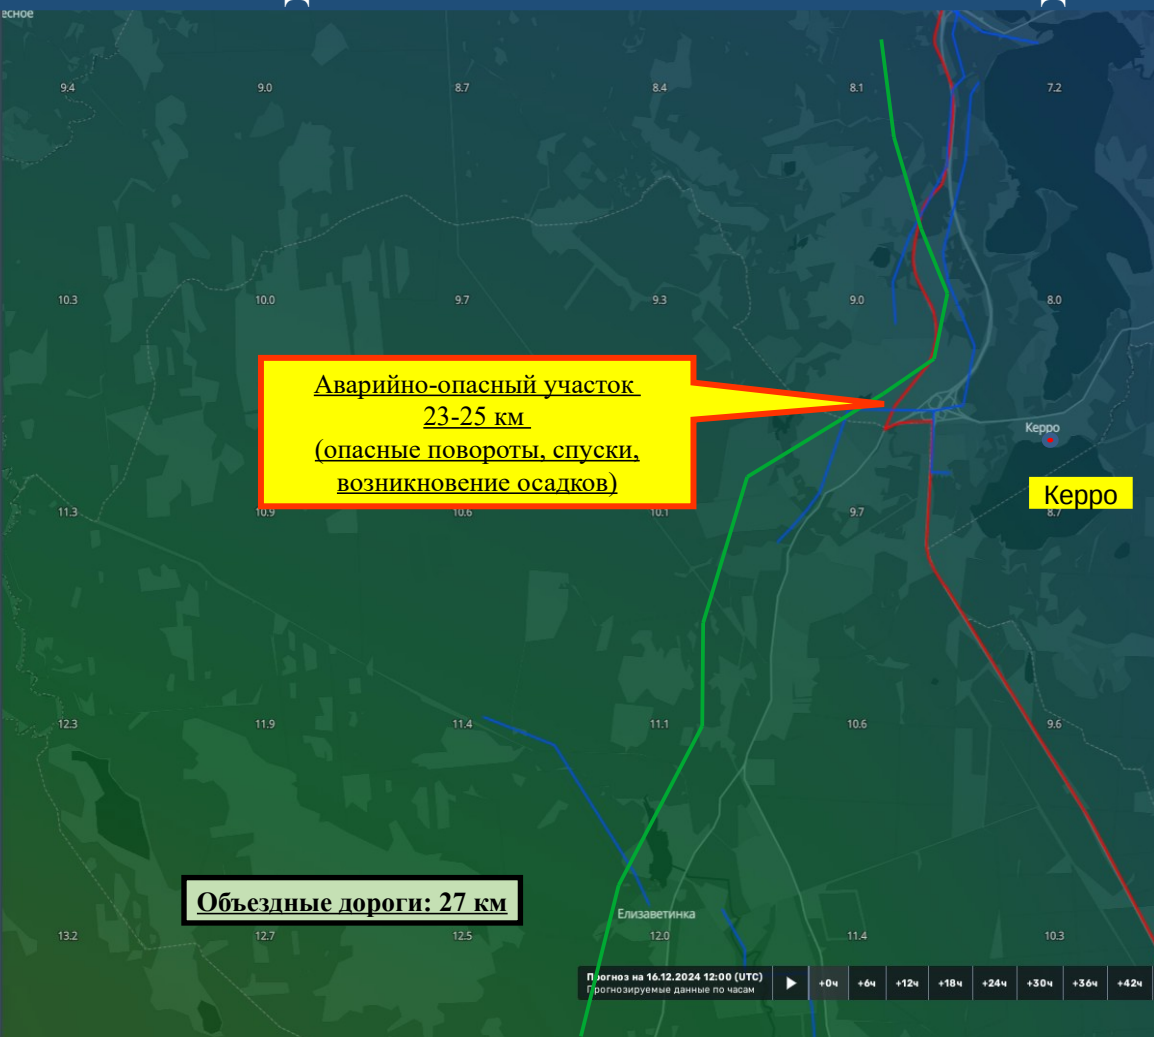 есное
9.4 9.0 8.7 8.4 8.1 7.2
10.3 10.0 9.7 9.3 9.0 8.0
Аварийно-опасный участок
23-25 км
(опасные повороты, спуски,
возникновение осадков)
Керро
Керро
11.3 10.9 10.6 10.1 9.7 8.7
12.3 11.9 11.4 11.1 10.6 9.6
Объездные дороги: 27 км
Елизаветинка
13.2 12.7 12.5 12.0 11.4 10.3
Прогноз на 16.12.2024 12:00 (UTC)
Прогнозируемые данные по часам
+0ч +6ч +12ч +18ч +24ч +30ч +36ч +42ч